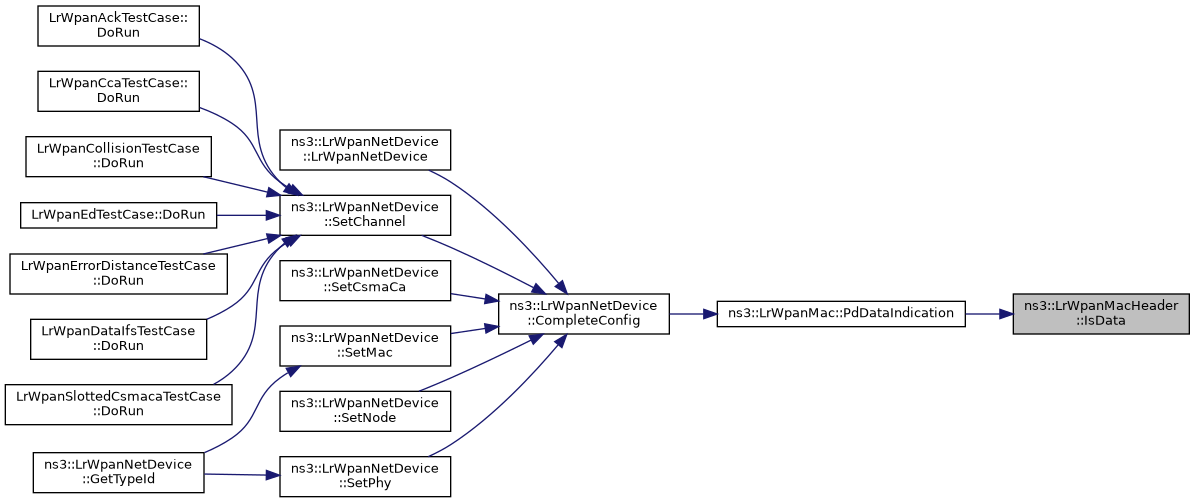 LrWpanAckTestCase::
DoRun
LrWpanCcaTestCase::
DoRun
LrWpanCollisionTestCase
::DoRun
LrWpanEdTestCase::DoRun
LrWpanErrorDistanceTestCase
::DoRun
LrWpanDataIfsTestCase
::DoRun
LrWpanSlottedCsmacaTestCase
::DoRun
ns3::LrWpanNetDevice
::GetTypeId
ns3::LrWpanNetDevice
::LrWpanNetDevice
ns3::LrWpanNetDevice
::SetChannel
ns3::LrWpanNetDevice
::SetCsmaCa
ns3::LrWpanNetDevice
::SetMac
ns3::LrWpanNetDevice
::SetNode
ns3::LrWpanNetDevice
::SetPhy
ns3::LrWpanNetDevice
::CompleteConfig
ns3::LrWpanMac::PdDataIndication
ns3::LrWpanMacHeader
::IsData